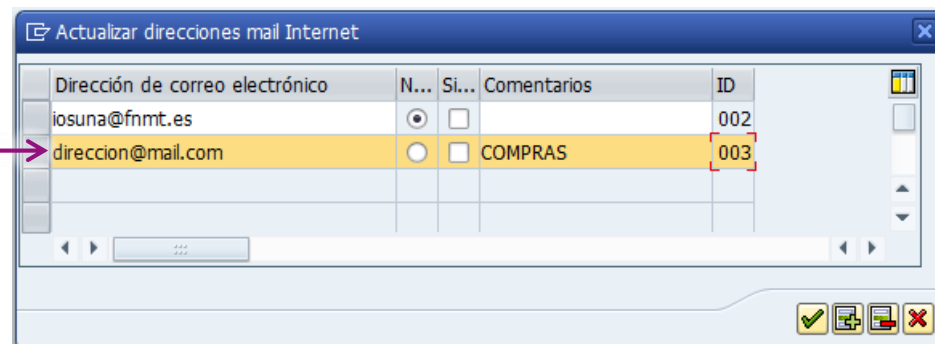 Actualizar direcciones mail Internet
Dirección de correo electrónico N... Si... Comentarios ID
iosuna@fnmt.es 002
direccion@mail.com COMPRAS 003